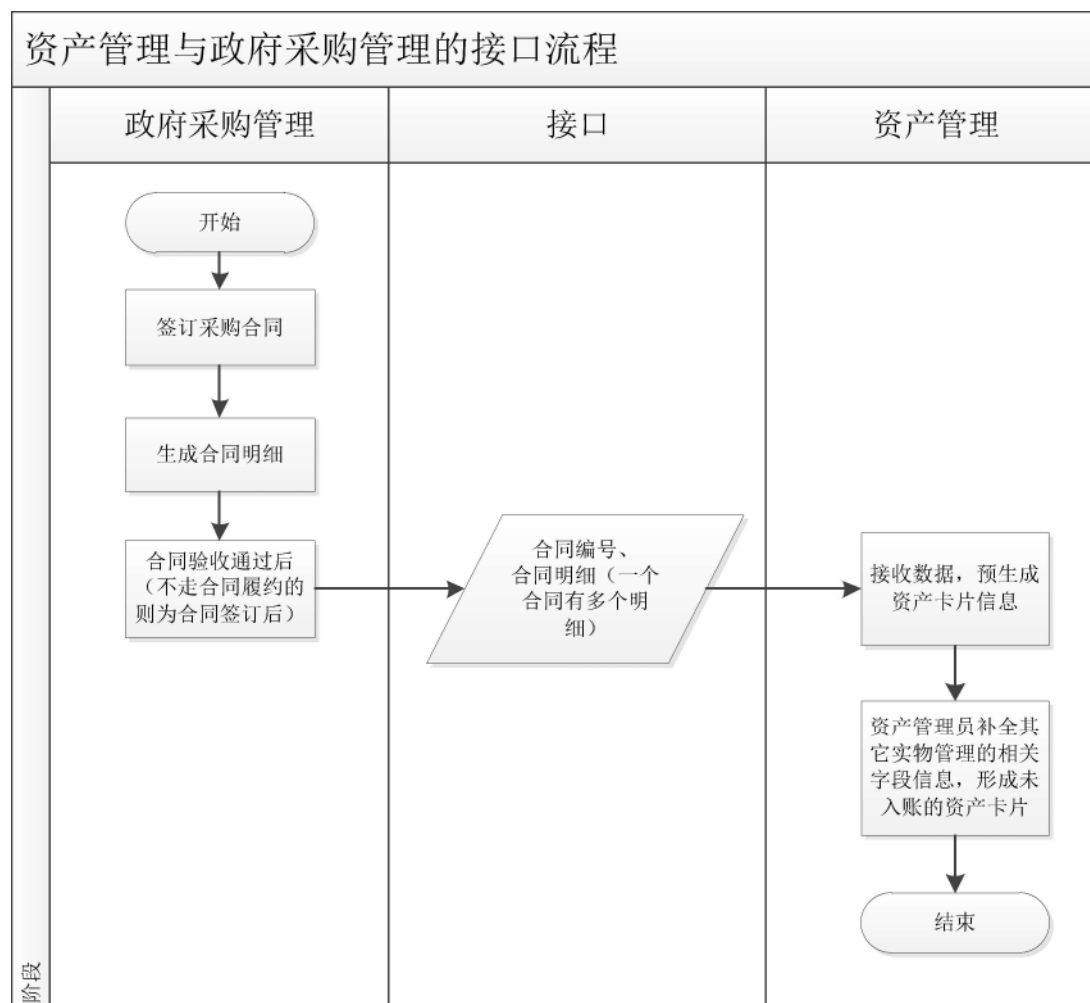 资产管理与政府采购管理的接口流程
政府采购管理
接口
资产管理
开始
签订采购合同
生成合同明细
合同验收通过后
（不走合同履约的
则为合同签订后）
合同编号、
合同明细（一个
合同有多个明
细）
接收数据，预生成
资产卡片信息
资产管理员补全其
它实物管理的相关
字段信息，形成未
入账的资产卡片
结束
阶段